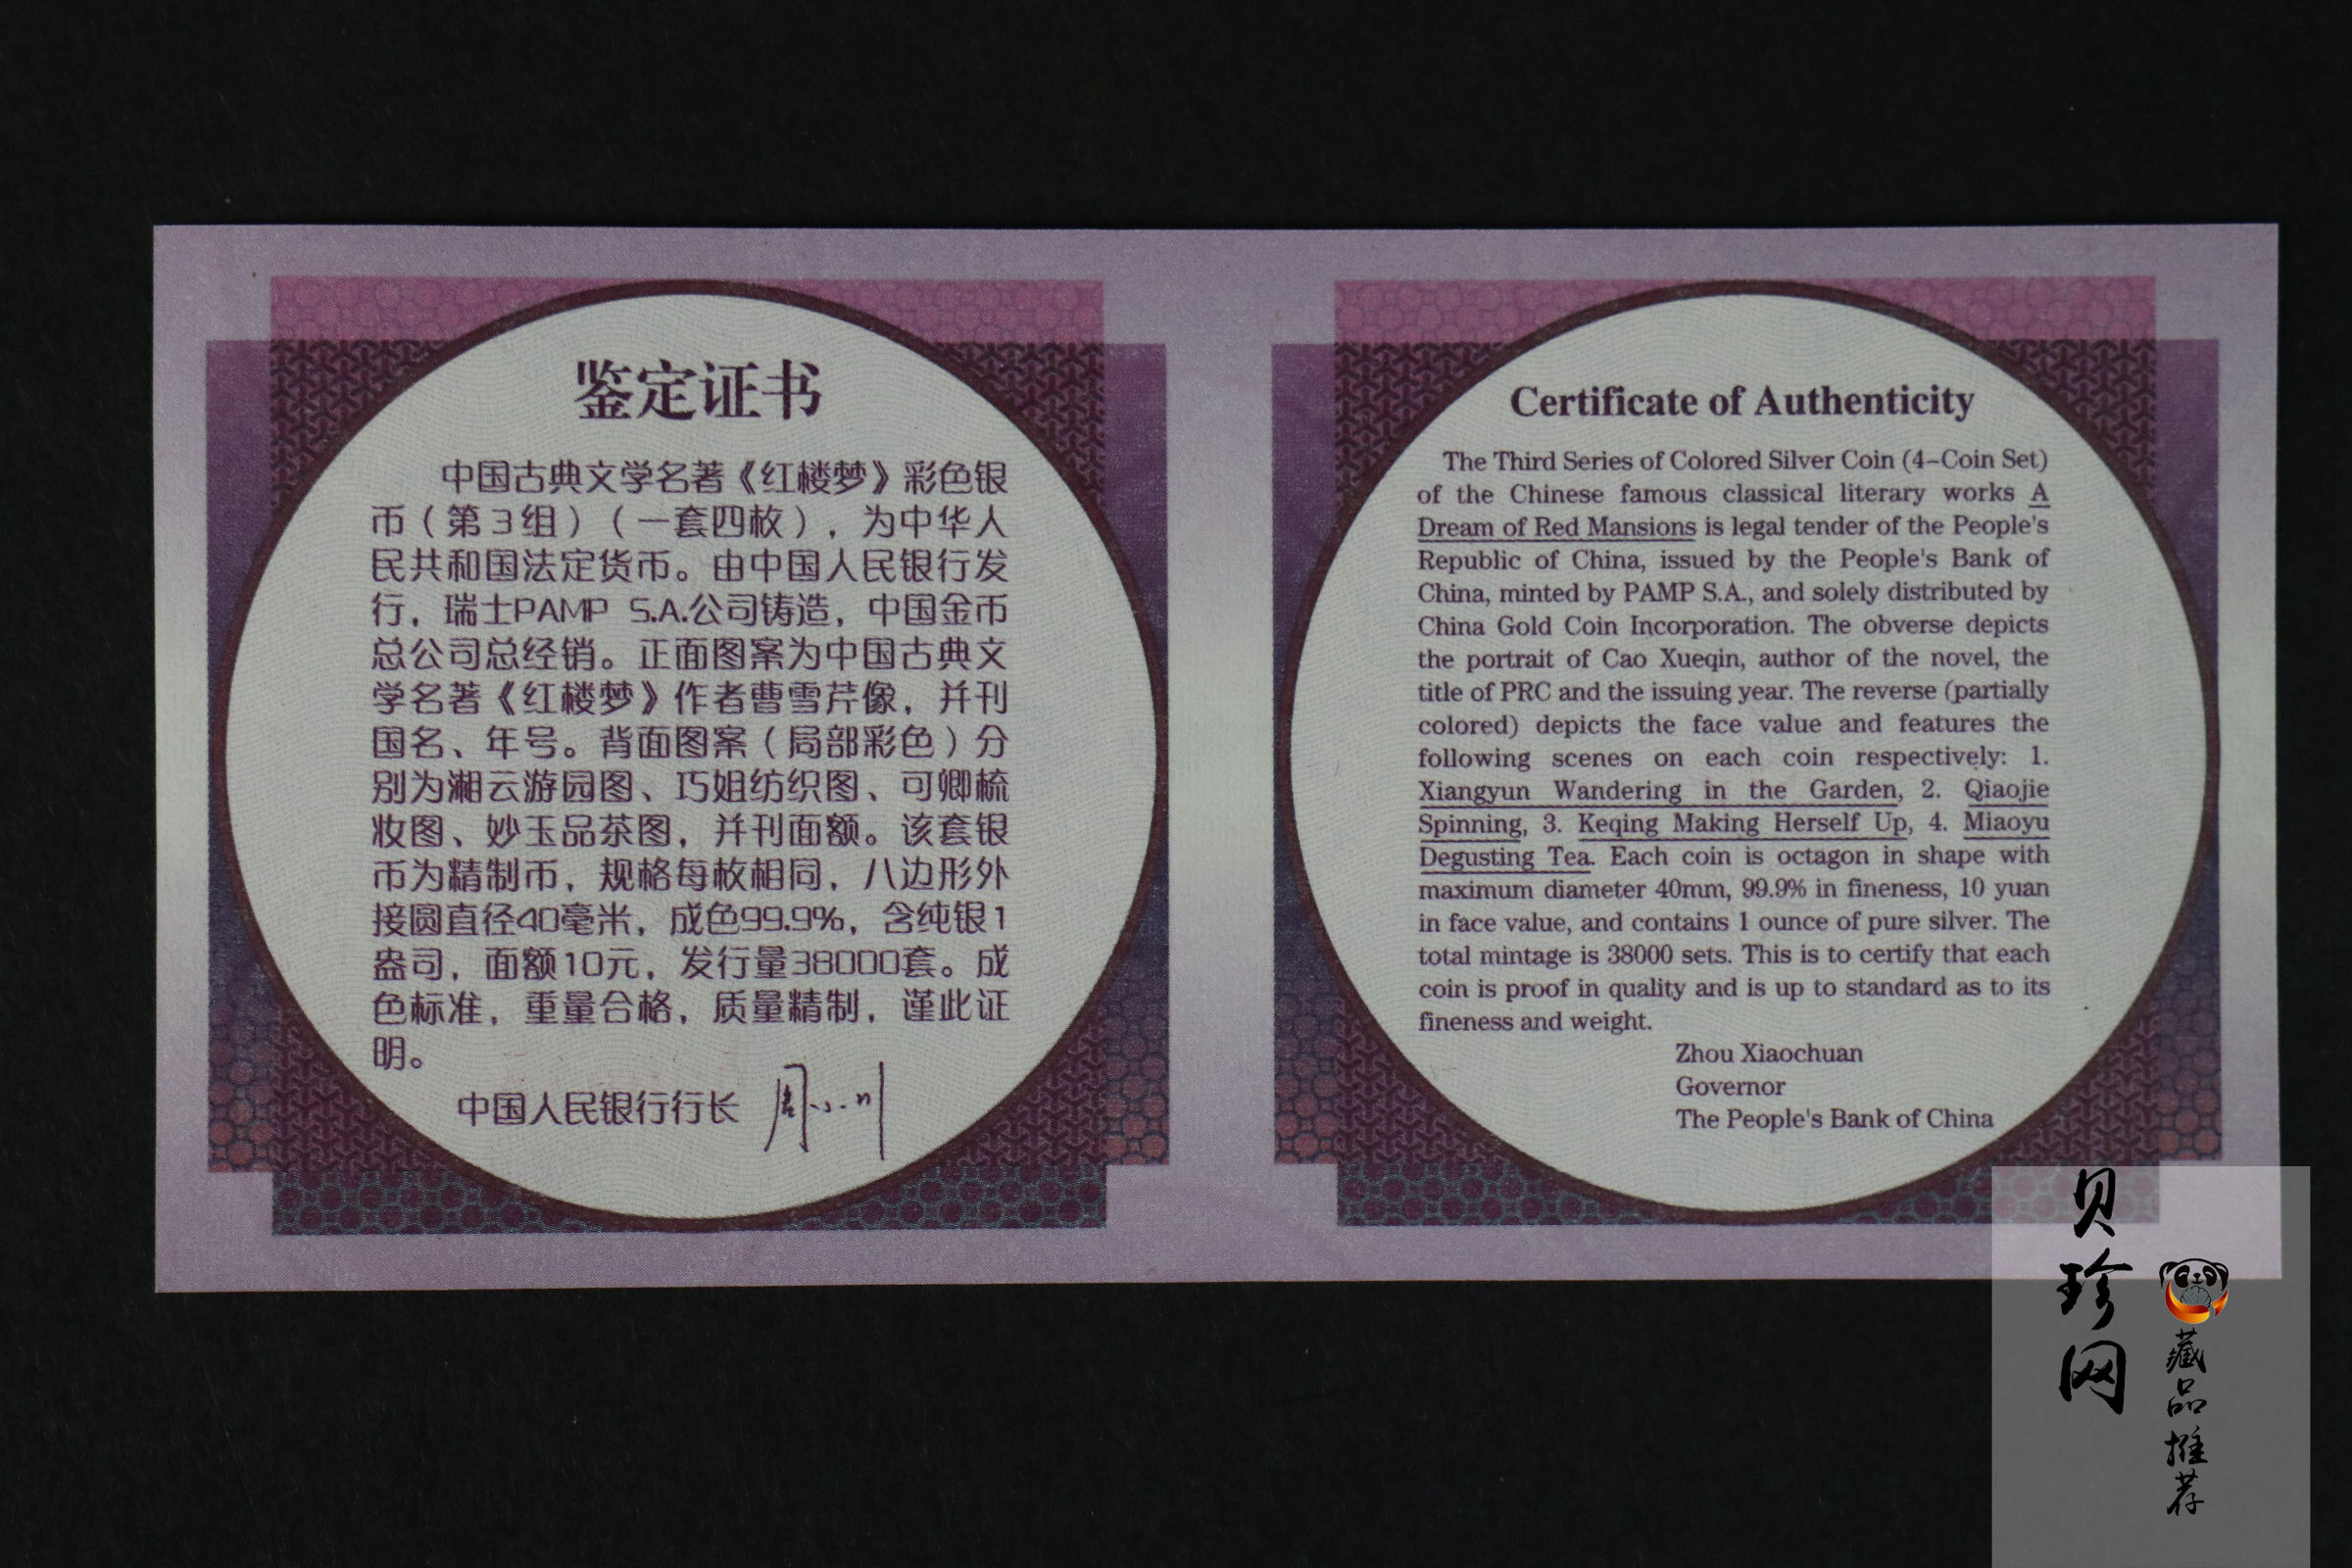 鉴定证书
中国古典文学名著《红楼梦》彩色银
币（第3组）（一套四枚），为中华人
民共和国法定货币。由中国人民银行发
行，瑞士PAMP S.A.公司铸造，中国金币
总公司总经销。正面图案为中国古典文
学名著《红楼梦》作者曹雪芹像，并刊
国名、年号。背面图案（局部彩色）分
别为湘云游园图、巧姐纺织图、可卿梳
妆图、妙玉品茶图，并刊面额。该套银
币为精制币，规格每枚相同，八边形外
接圆直径40毫米，成色99.9%，含纯银1
盎司，面额10元，发行量38000套。成
色标准，重量合格，质量精制，谨此证
明。
中国人民银行行长 周小川
Certificate of Authenticity
The Third Series of Colored Silver Coin (4-Coin Set)
of the Chinese famous classical literary works A
Dream of Red Mansions is legal tender of the People's
Republic of China, issued by the People's Bank of
China, minted by PAMP S.A., and solely distributed by
China Gold Coin Incorporation. The obverse depicts
the portrait of Cao Xueqin, author of the novel, the
title of PRC and the issuing year. The reverse (partially
colored) depicts the face value and features the
following scenes on each coin respectively: 1.
Xiangyun Wandering in the Garden, 2. Qiaojie
Spinning, 3. Keqing Making Herself Up, 4. Miaoyu
Degusting Tea. Each coin is octagon in shape with
maximum diameter 40mm, 99.9% in fineness, 10 yuan
in face value, and contains 1 ounce of pure silver. The
total mintage is 38000 sets. This is to certify that each
coin is proof in quality and is up to standard as to its
fineness and weight.
Zhou Xiaochuan
Governor
The People's Bank of China
贝珍网
藏品推荐